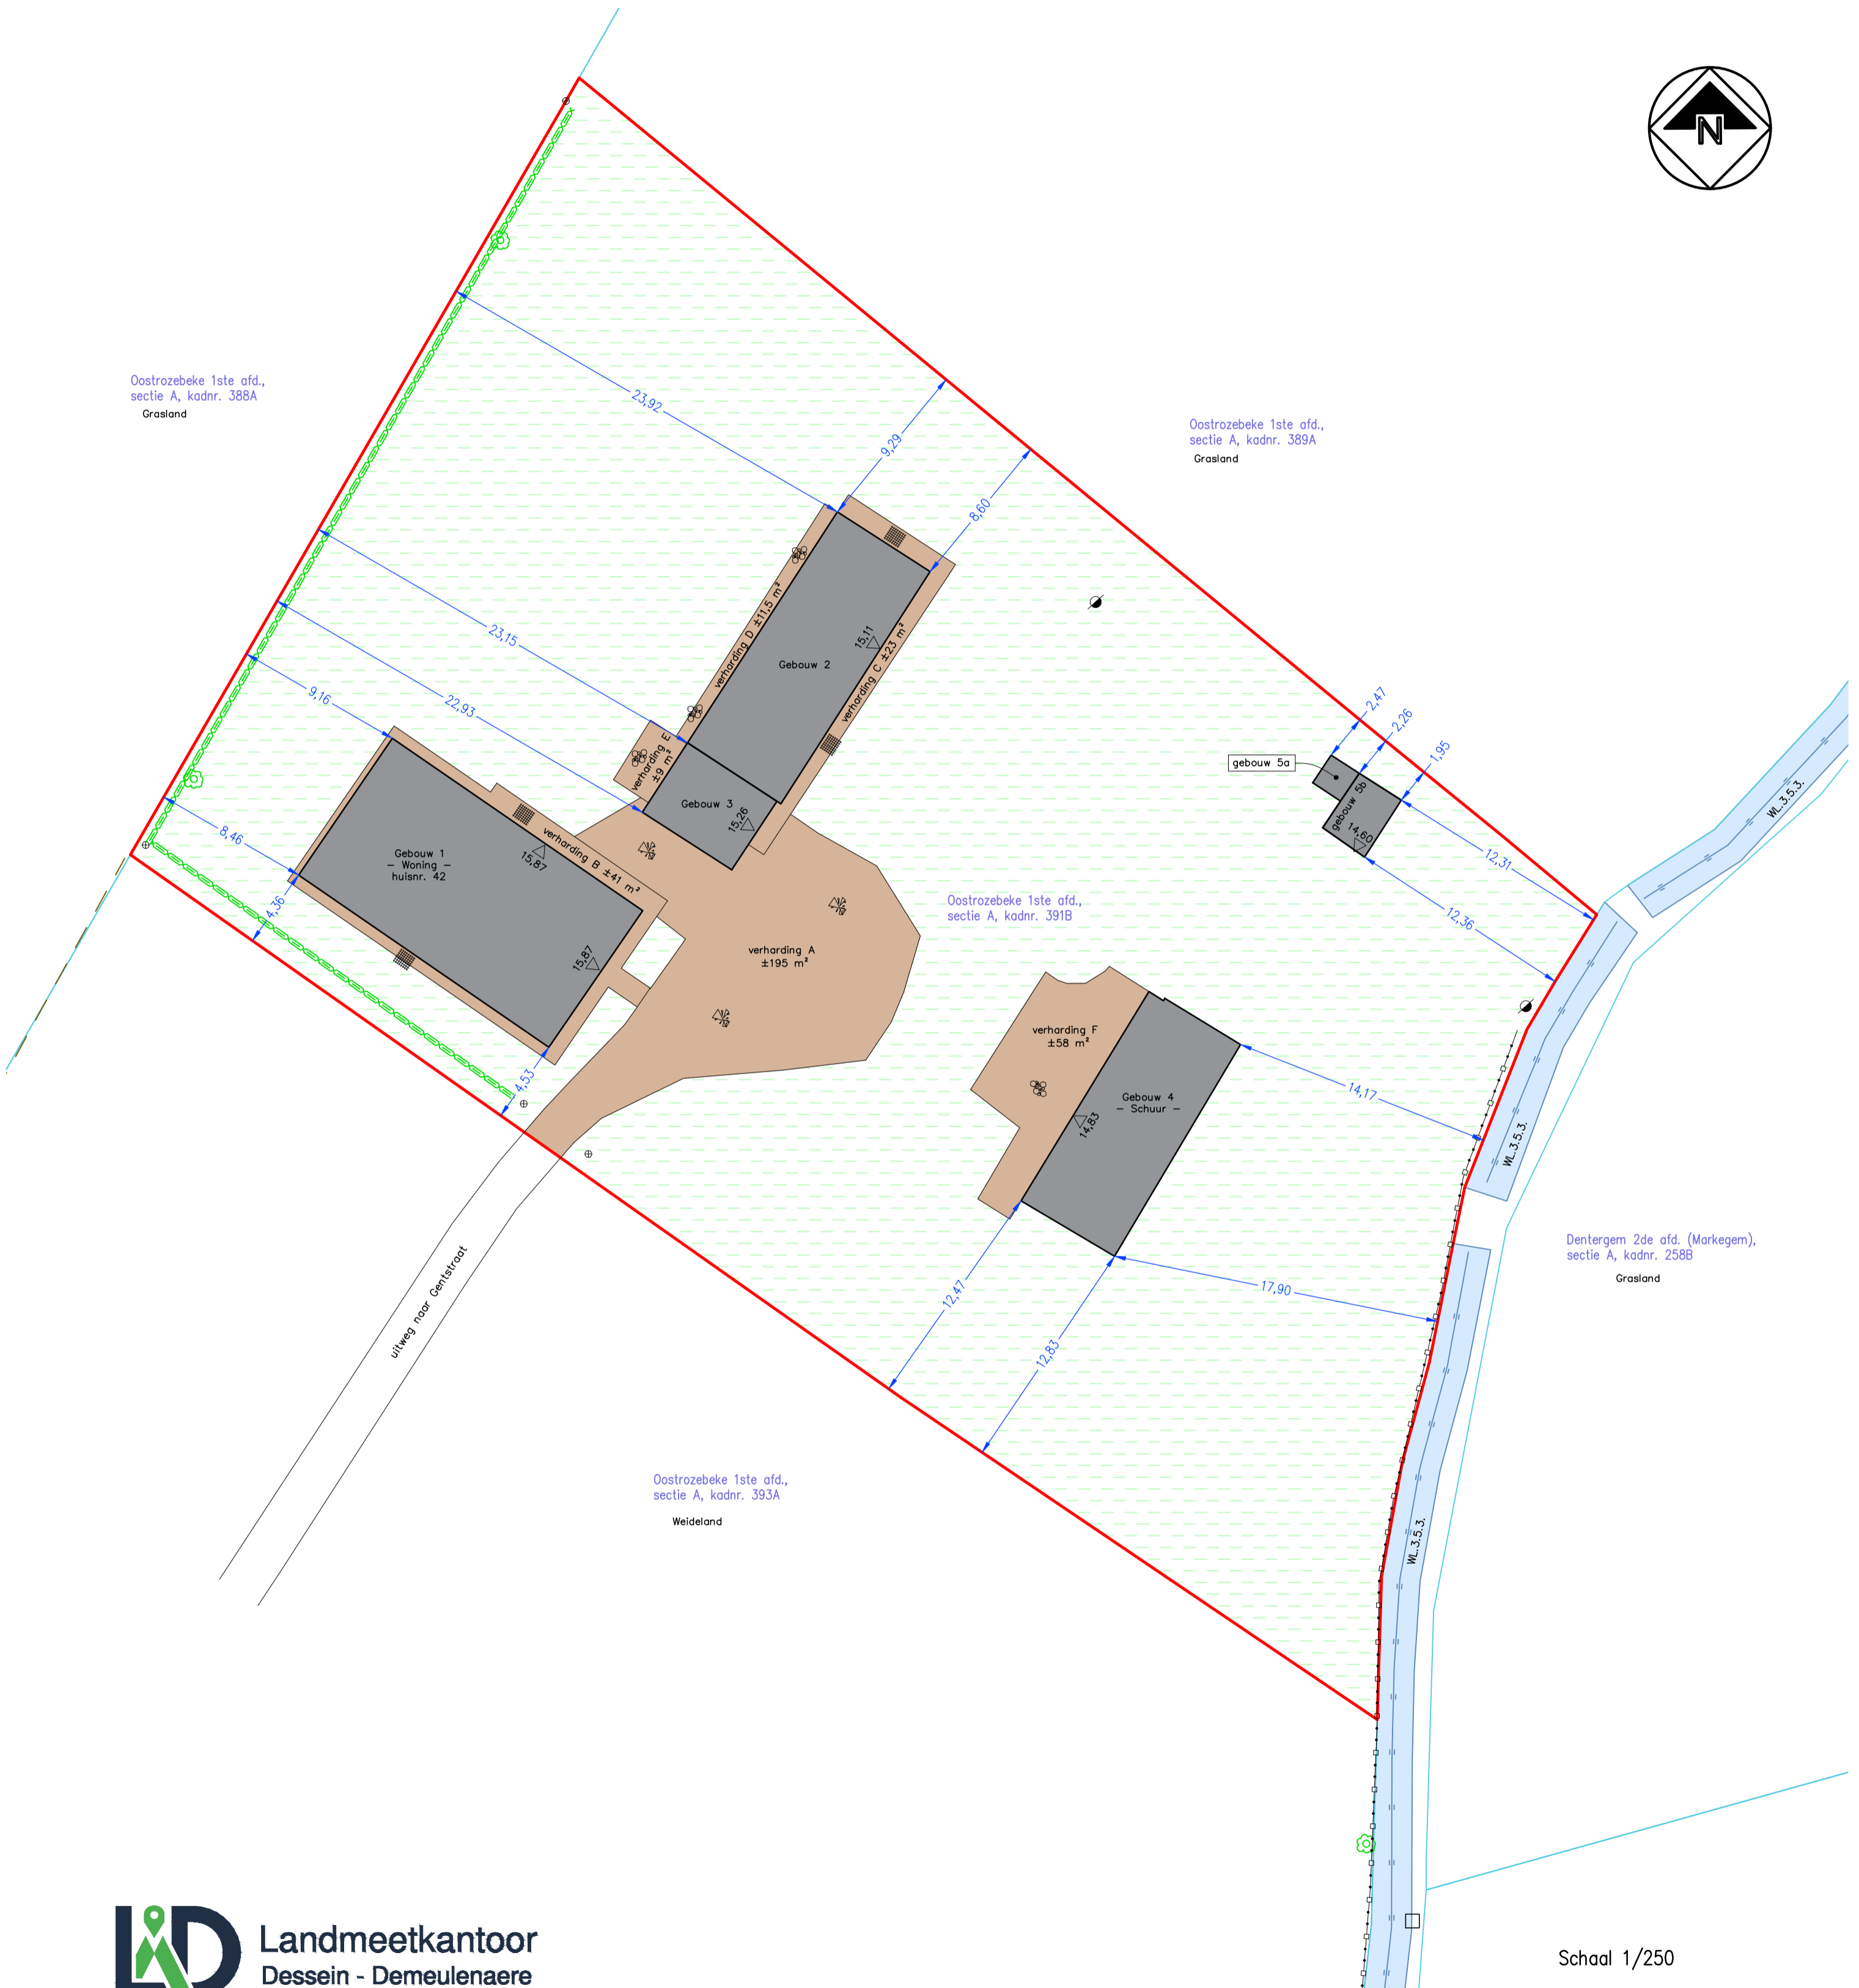 N
Oostrozebeke 1ste afd.,
sectie A, kadnr. 388A
Grasland
Oostrozebeke 1ste afd.,
sectie A, kadnr. 389A
Grasland
23,92
9,29
8,60
23,15
22,93
9,16
8,46
4,36
4,53
verharding D ±11,5 m²
15,11
Gebouw 2
verharding C ±23 m²
verharding E
±9 m²
Gebouw 3
15,26
Gebouw 1
– Woning –
huisnr. 42
15,87
verharding B ±41 m²
15,87
verharding A
±195 m²
2,47
2,26
1,95
gebouw 5a
gebouw 5b
14,60
12,31
12,36
WL.3.5.3.
Oostrozebeke 1ste afd.,
sectie A, kadnr. 391B
verharding F
±58 m²
Gebouw 4
– Schuur –
14,83
14,17
WL.3.5.3.
12,47
12,83
17,90
Dentergem 2de afd. (Markegem),
sectie A, kadnr. 258B
Grasland
uitweg naar Gentstraat
Oostrozebeke 1ste afd.,
sectie A, kadnr. 393A
Weideland
WL.3.5.3.
LD
Landmeetkantoor
Dessein - Demeulenaere
Schaal 1/250